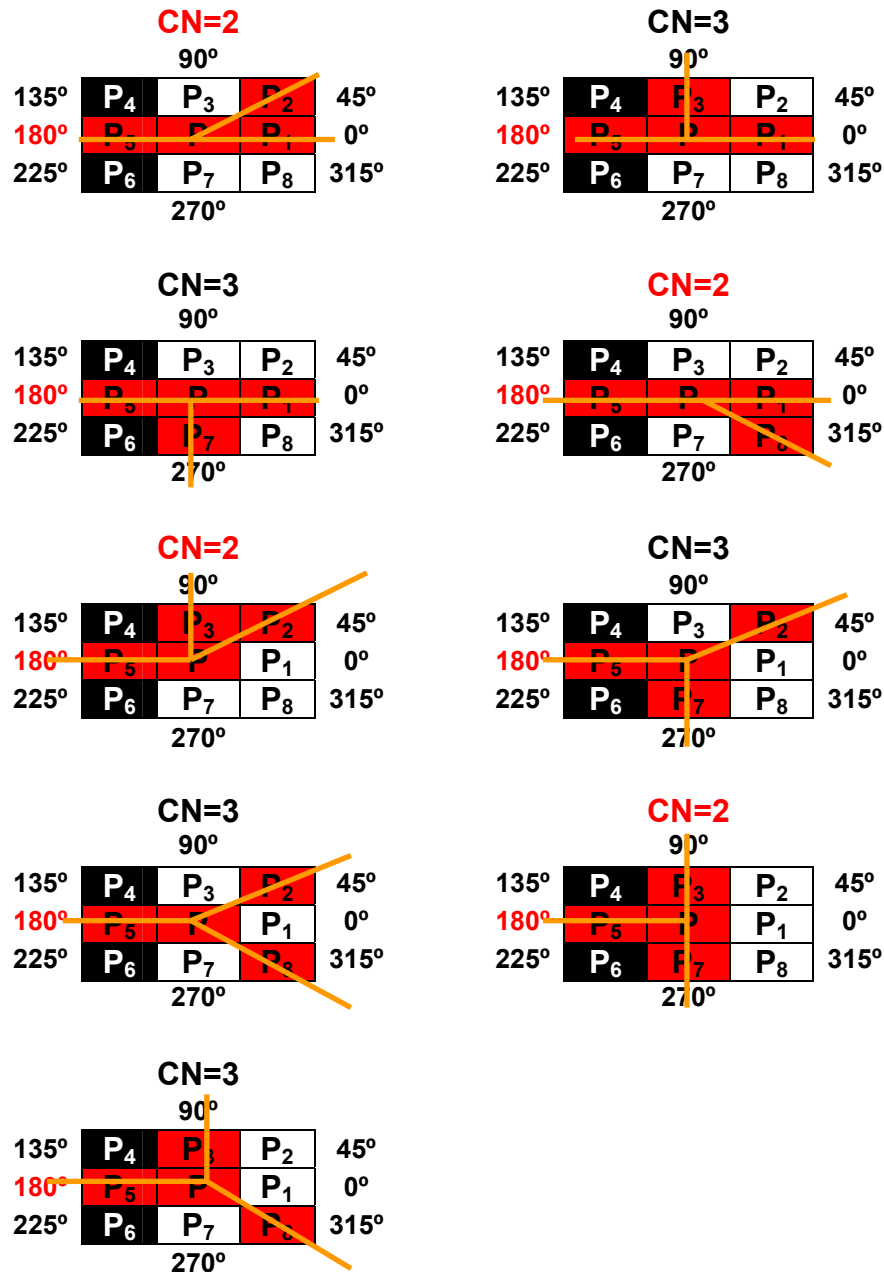 CN=2
90º
135º P4 P3 P2 45º
180º P5 P P1 0º
225º P6 P7 P8 315º
270º
CN=3
90º
135º P4 P3 P2 45º
180º P5 P P1 0º
225º P6 P7 P8 315º
270º
CN=3
90º
135º P4 P3 P2 45º
180º P5 P P1 0º
225º P6 P7 P8 315º
270º
CN=2
90º
135º P4 P3 P2 45º
180º P5 P P1 0º
225º P6 P7 P8 315º
270º
CN=2
90º
135º P4 P3 P2 45º
180º P5 P P1 0º
225º P6 P7 P8 315º
270º
CN=3
90º
135º P4 P3 P2 45º
180º P5 P P1 0º
225º P6 P7 P8 315º
270º
CN=3
90º
135º P4 P3 P2 45º
180º P5 P P1 0º
225º P6 P7 P8 315º
270º
CN=2
90º
135º P4 P3 P2 45º
180º P5 P P1 0º
225º P6 P7 P8 315º
270º
CN=3
90º
135º P4 P3 P2 45º
180º P5 P P1 0º
225º P6 P7 P8 315º
270º